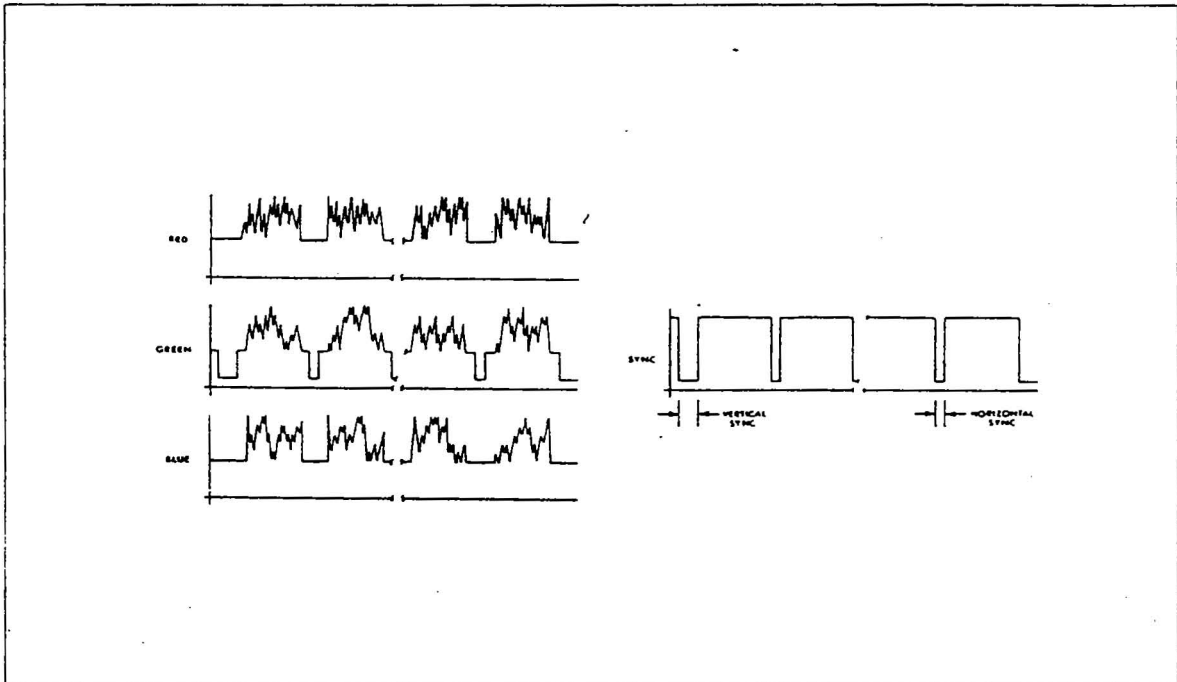 RED
GREEN
BLUE
SYNC
VERTICAL
SYNC
HORIZONTAL
SYNC